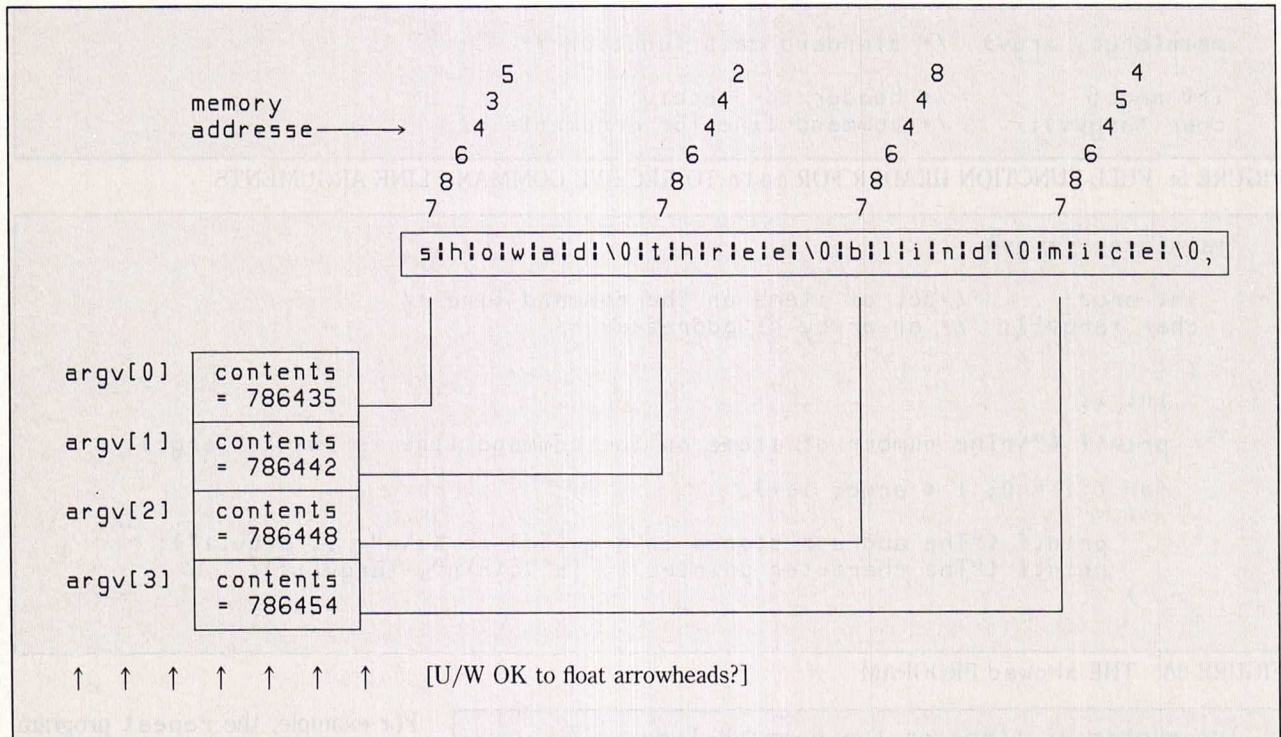 5 2 8 4
memory 3 4 4 5
addresse → 4 4 4 4
6 6 6 6
8 8 8 8
7 7 7 7
s¦h¦o¦w¦a¦d¦\0¦t¦h¦r¦e¦e¦\0¦b¦l¦i¦n¦d¦\0¦m¦i¦c¦e¦\0,
argv[0] contents
= 786435
argv[1] contents
= 786442
argv[2] contents
= 786448
argv[3] contents
= 786454
↑ ↑ ↑ ↑ ↑ ↑ ↑ [U/W OK to float arrowheads?]